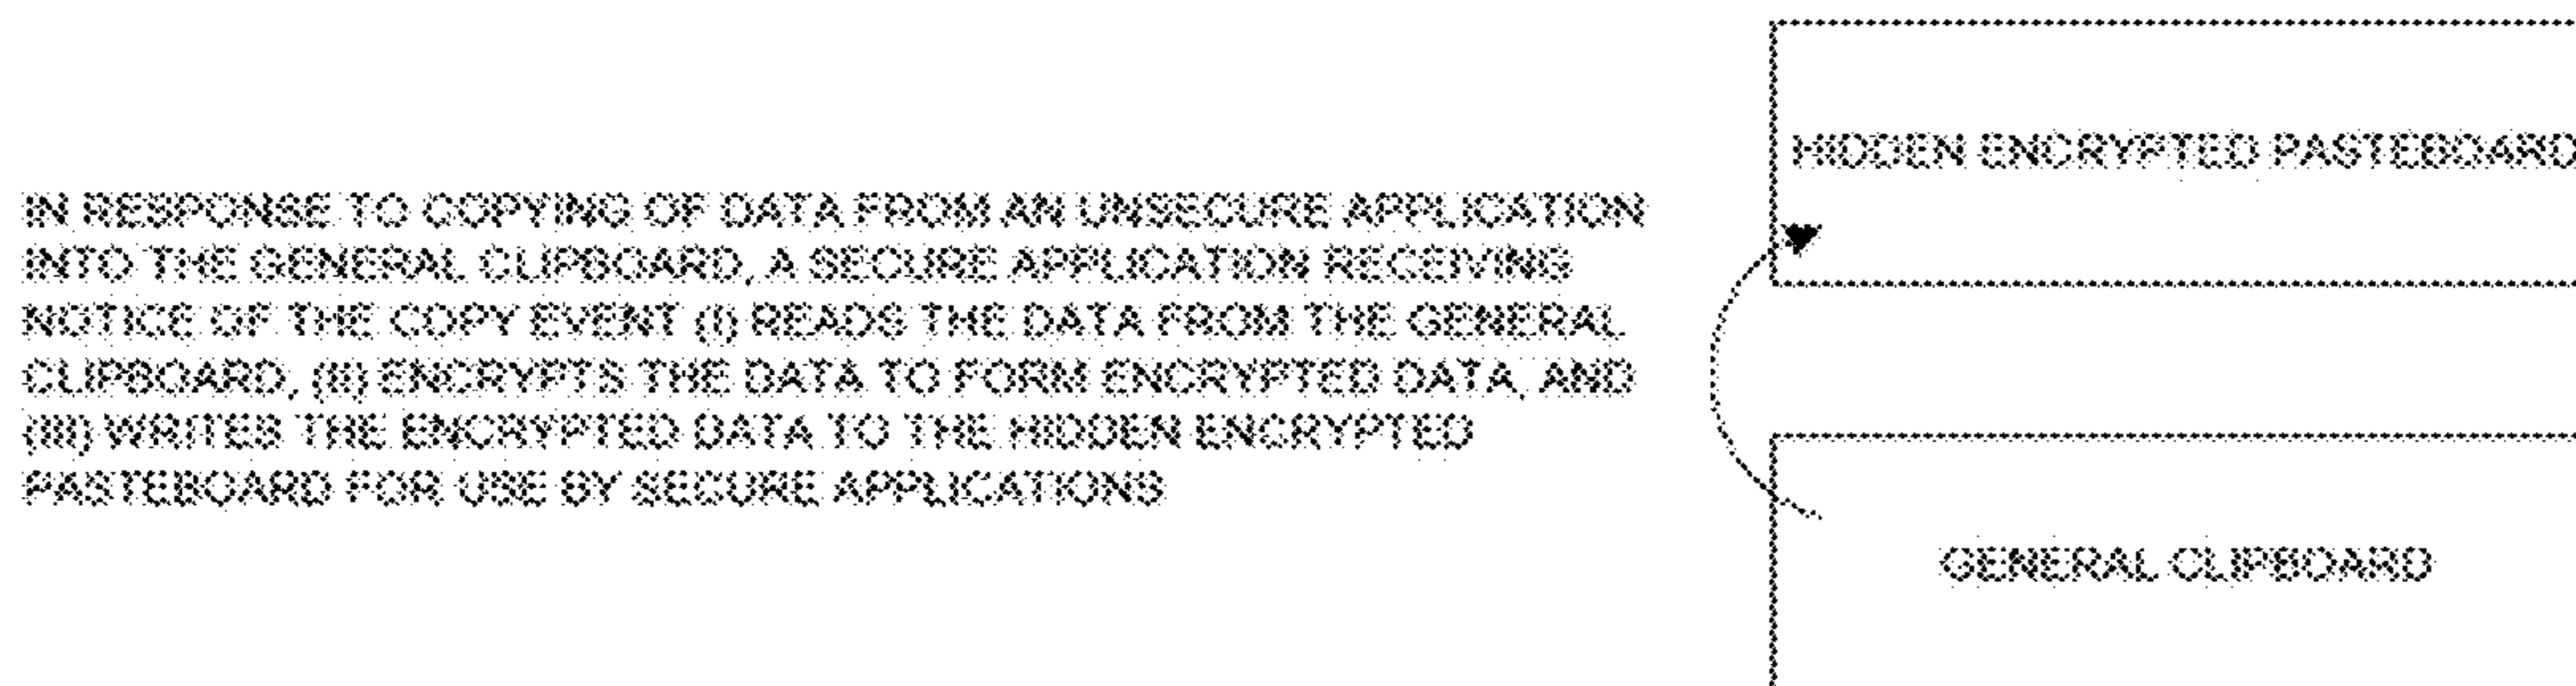 HIDDEN ENCRYPTED PASTEBOARD
IN RESPONSE TO COPYING OF DATA FROM AN UNSECURE APPLICATION
INTO THE GENERAL CLIPBOARD, A SECURE APPLICATION RECEIVING
NOTICE OF THE COPY EVENT (I) READS THE DATA FROM THE GENERAL
CLIPBOARD, (II) ENCRYPTS THE DATA TO FORM ENCRYPTED DATA, AND
(III) WRITES THE ENCRYPTED DATA TO THE HIDDEN ENCRYPTED
PASTEBOARD FOR USE BY SECURE APPLICATIONS
GENERAL CLIPBOARD